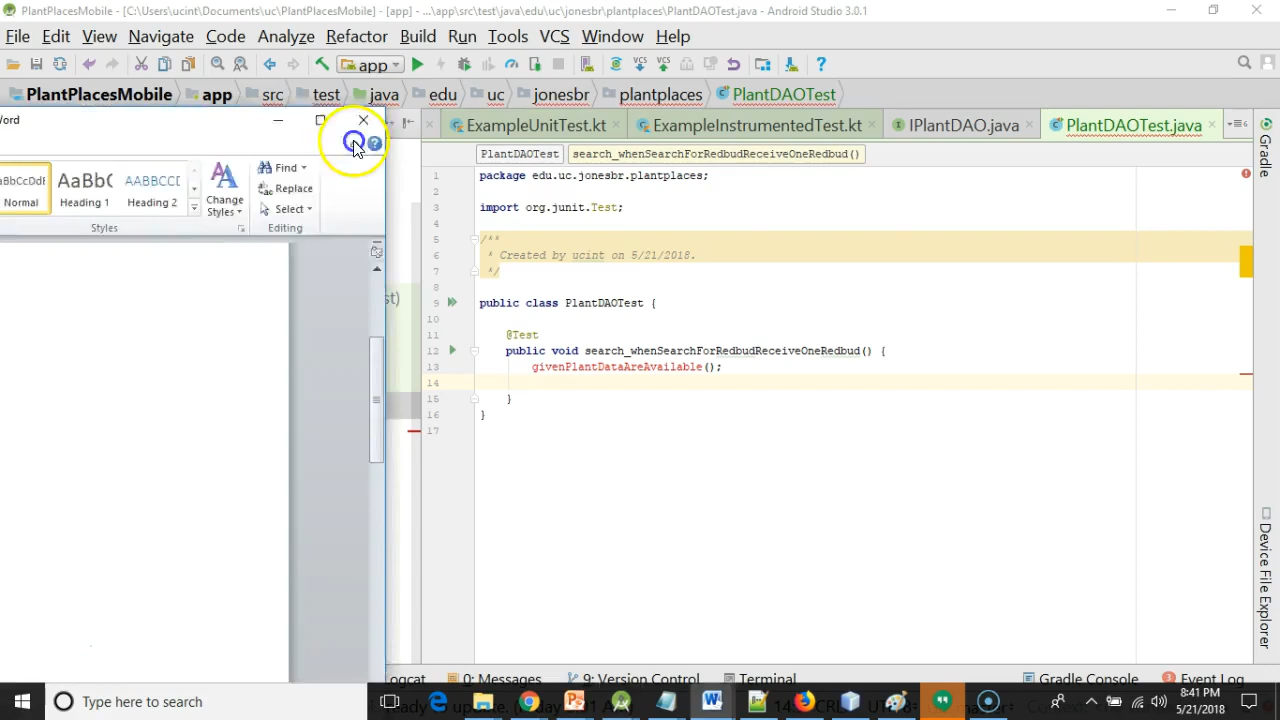 PlantPlacesMobile - [C:\Users\ucint\Documents\uc\jonesbr\PlantPlacesMobile] - [app] - ...\app\src\test\java\edu\uc\jonesbr\plantplaces\PlantDAOTest.java - Android Studio 3.0.1
File Edit View Navigate Code Analyze Refactor Build Run Tools VCS Window Help
app VCS VCS
PlantPlacesMobile app src test java edu uc jonesbr plantplaces PlantDAOTest
Word
ExampleUnitTest.kt ExampleInstrumentedTest.kt IPlantDAO.java PlantDAOTest.java
PlantDAOTest search_whenSearchForRedbudReceiveOneRedbud()
AaBbC AABBCC
Normal Heading 1 Heading 2
Change Styles
Find
Replace
Select
Styles Editing
1 package edu.uc.jonesbr.plantplaces;
2
3 import org.junit.Test;
4
5 /**
6 * Created by ucint on 5/21/2018.
7 */
8
9 public class PlantDAOTest {
10
11 @Test
12 public void search_whenSearchForRedbudReceiveOneRedbud() {
13 givenPlantDataAreAvailable();
14
15 }
16 }
17
st)
Gradle
Device File Explorer
ogcat 0: Messages 9: Version Control Terminal Gradle Console Event Log
Type here to search
8:41 PM
5/21/2018